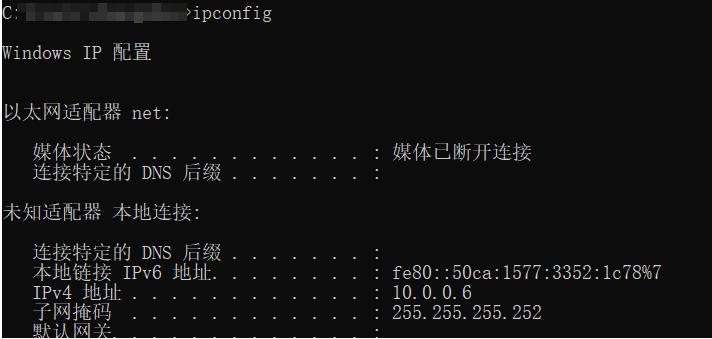 C:>ipconfig
Windows IP 配置
以太网适配器 net:
媒体状态 . . . . . . . . . . . . : 媒体已断开连接
连接特定的 DNS 后缀 . . . . . . . :
未知适配器 本地连接:
连接特定的 DNS 后缀 . . . . . . . :
本地链接 IPv6 地址. . . . . . . . : fe80::50ca:1577:3352:1c78%7
IPv4 地址 . . . . . . . . . . . . : 10.0.0.6
子网掩码 . . . . . . . . . . . . : 255.255.255.252
默认网关. . . . . . . . . . . . . :